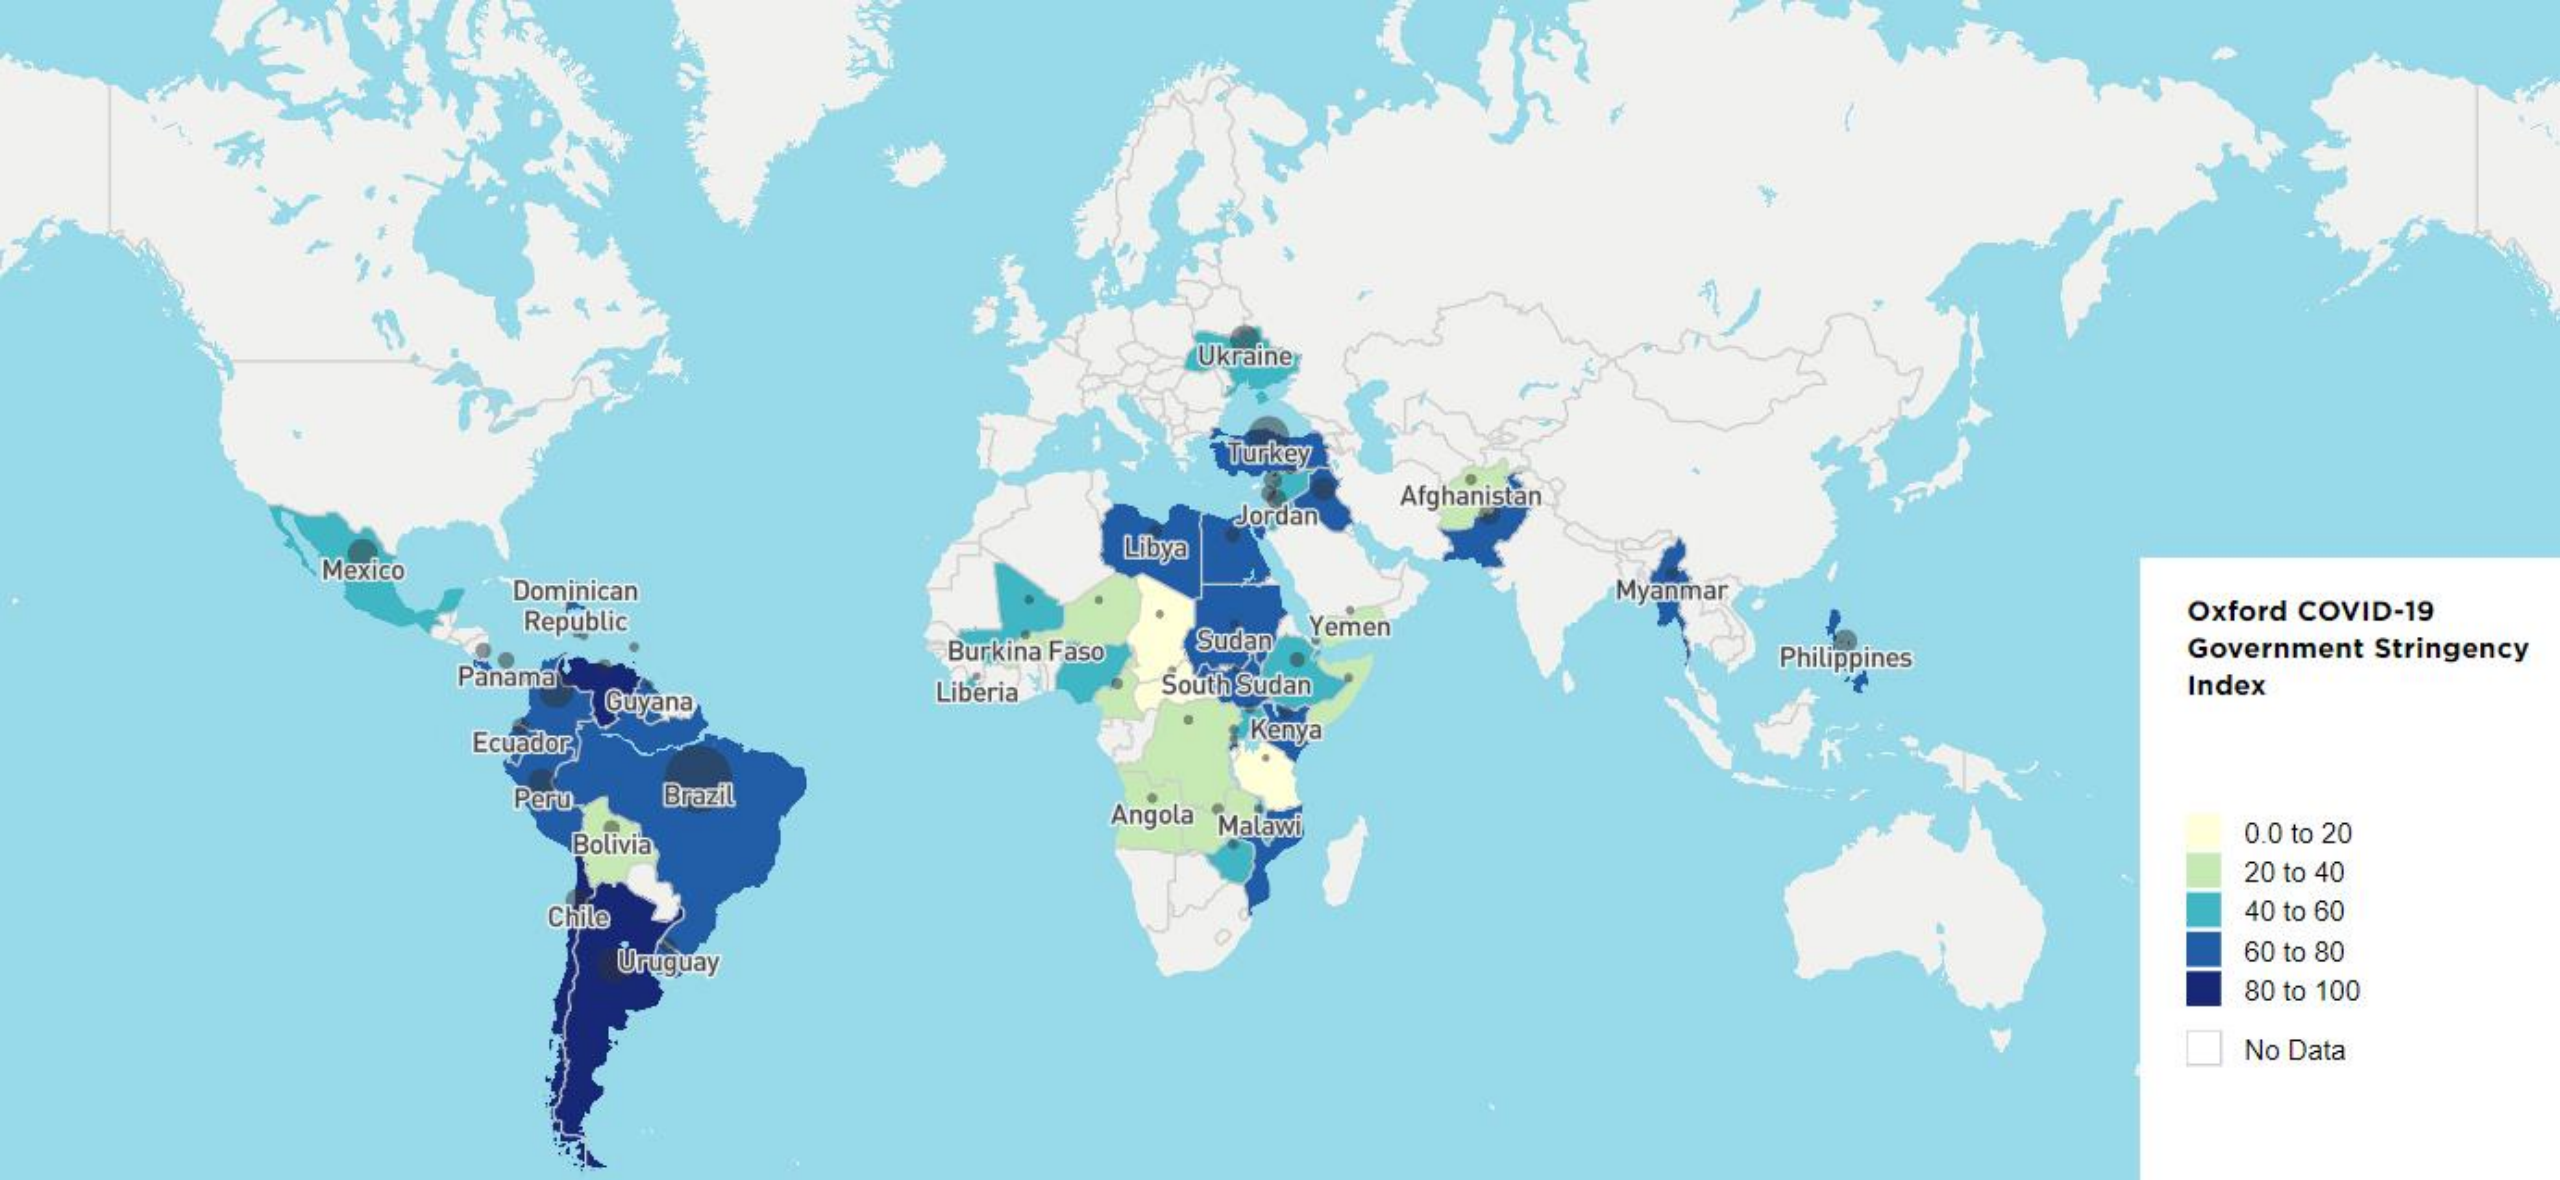 Ukraine
Turkey
Afghanistan
Jordan
Libya
Mexico
Dominican
Republic
Myanmar
Yemen
Sudan
Burkina Faso
Philippines
Panama
South Sudan
Liberia
Guyana
Kenya
Ecuador
Peru
Brazil
Angola
Malawi
Bolivia
Chile
Uruguay
Oxford COVID-19
Government Stringency
Index
0.0 to 20
20 to 40
40 to 60
60 to 80
80 to 100
No Data